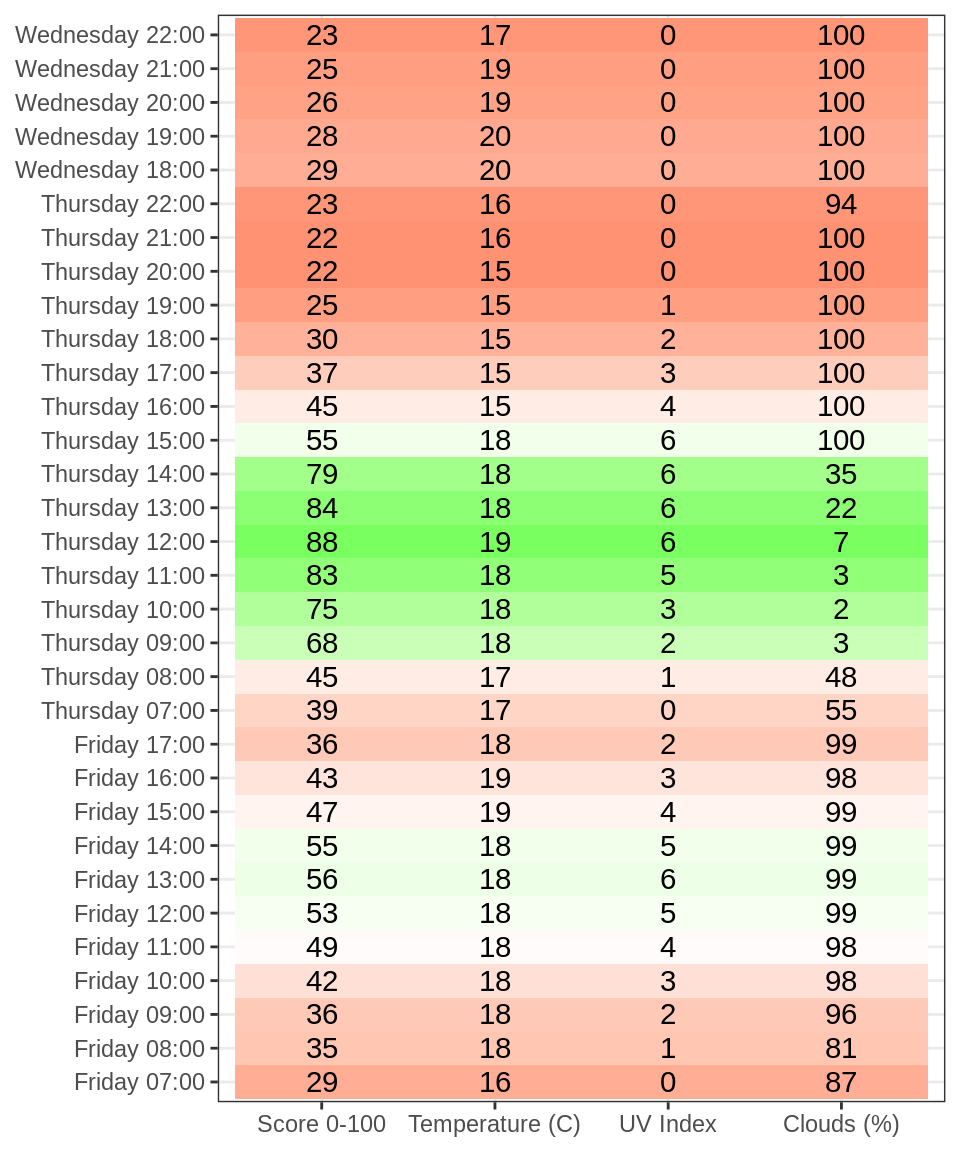 Wednesday 22:00 23 17 0 100
Wednesday 21:00 25 19 0 100
Wednesday 20:00 26 19 0 100
Wednesday 19:00 28 20 0 100
Wednesday 18:00 29 20 0 100
Thursday 22:00 23 16 0 94
Thursday 21:00 22 16 0 100
Thursday 20:00 22 15 0 100
Thursday 19:00 25 15 1 100
Thursday 18:00 30 15 2 100
Thursday 17:00 37 15 3 100
Thursday 16:00 45 15 4 100
Thursday 15:00 55 18 6 100
Thursday 14:00 79 18 6 35
Thursday 13:00 84 18 6 22
Thursday 12:00 88 19 6 7
Thursday 11:00 83 18 5 3
Thursday 10:00 75 18 3 2
Thursday 09:00 68 18 2 3
Thursday 08:00 45 17 1 48
Thursday 07:00 39 17 0 55
Friday 17:00 36 18 2 99
Friday 16:00 43 19 3 98
Friday 15:00 47 19 4 99
Friday 14:00 55 18 5 99
Friday 13:00 56 18 6 99
Friday 12:00 53 18 5 99
Friday 11:00 49 18 4 98
Friday 10:00 42 18 3 98
Friday 09:00 36 18 2 96
Friday 08:00 35 18 1 81
Friday 07:00 29 16 0 87
Score 0-100 Temperature (C) UV Index Clouds (%)